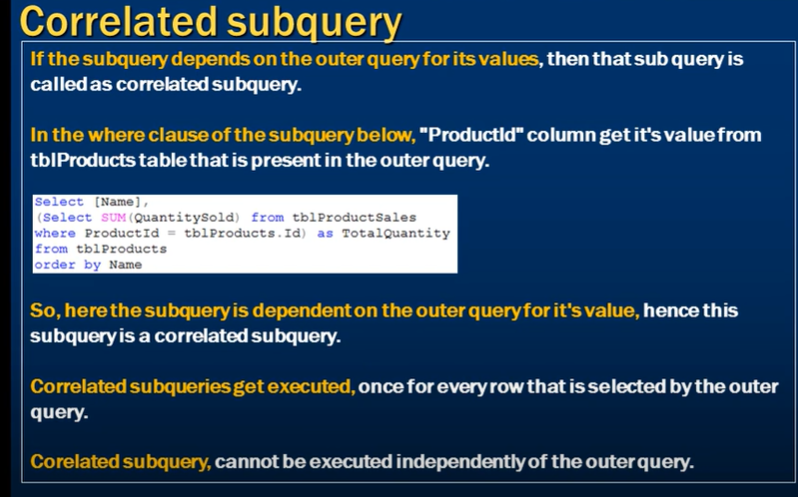 Correlated subquery
If the subquery depends on the outer query for its values, then that sub query is
called as correlated subquery.
In the where clause of the subquery below, "ProductId" column get it's value from
tblProducts table that is present in the outer query.
Select [Name],
(Select SUM(QuantitySold) from tblProductSales
where ProductId = tblProducts.Id) as TotalQuantity
from tblProducts
order by Name
So, here the subquery is dependent on the outer query for it's value, hence this
subquery is a correlated subquery.
Correlated subqueries get executed, once for every row that is selected by the outer
query.
Corelated subquery, cannot be executed independently of the outer query.